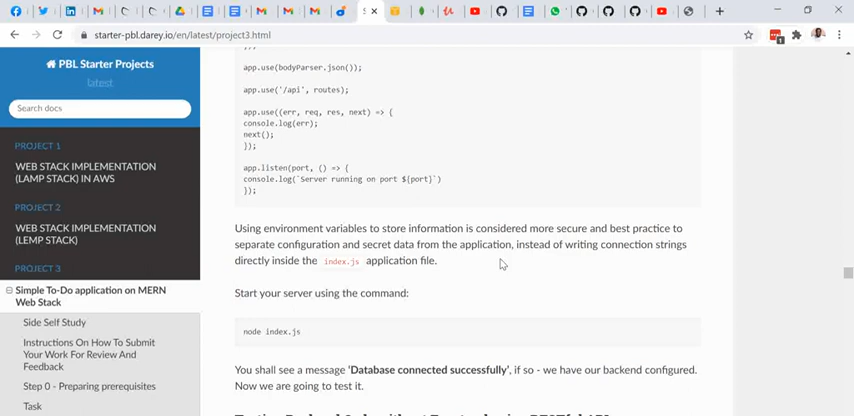 starter-pbl.darey.io/en/latest/project3.html
PBL Starter Projects
latest
Search docs
PROJECT 1
WEB STACK IMPLEMENTATION
(LAMP STACK) IN AWS
PROJECT 2
WEB STACK IMPLEMENTATION
(LEMP STACK)
PROJECT 3
Simple To-Do application on MERN
Web Stack
Side Self Study
Instructions On How To Submit
Your Work For Review And
Feedback
Step 0 - Preparing prerequisites
Task
app.use(bodyParser.json());
app.use('/api', routes);
app.use((err, req, res, next) => {
console.log(err);
next();
});
app.listen(port, () => {
console.log(`Server running on port ${port}`)
});
Using environment variables to store information is considered more secure and best practice to
separate configuration and secret data from the application, instead of writing connection strings
directly inside the index.js application file.
Start your server using the command:
node index.js
You shall see a message ‘Database connected successfully’, if so - we have our backend configured.
Now we are going to test it.